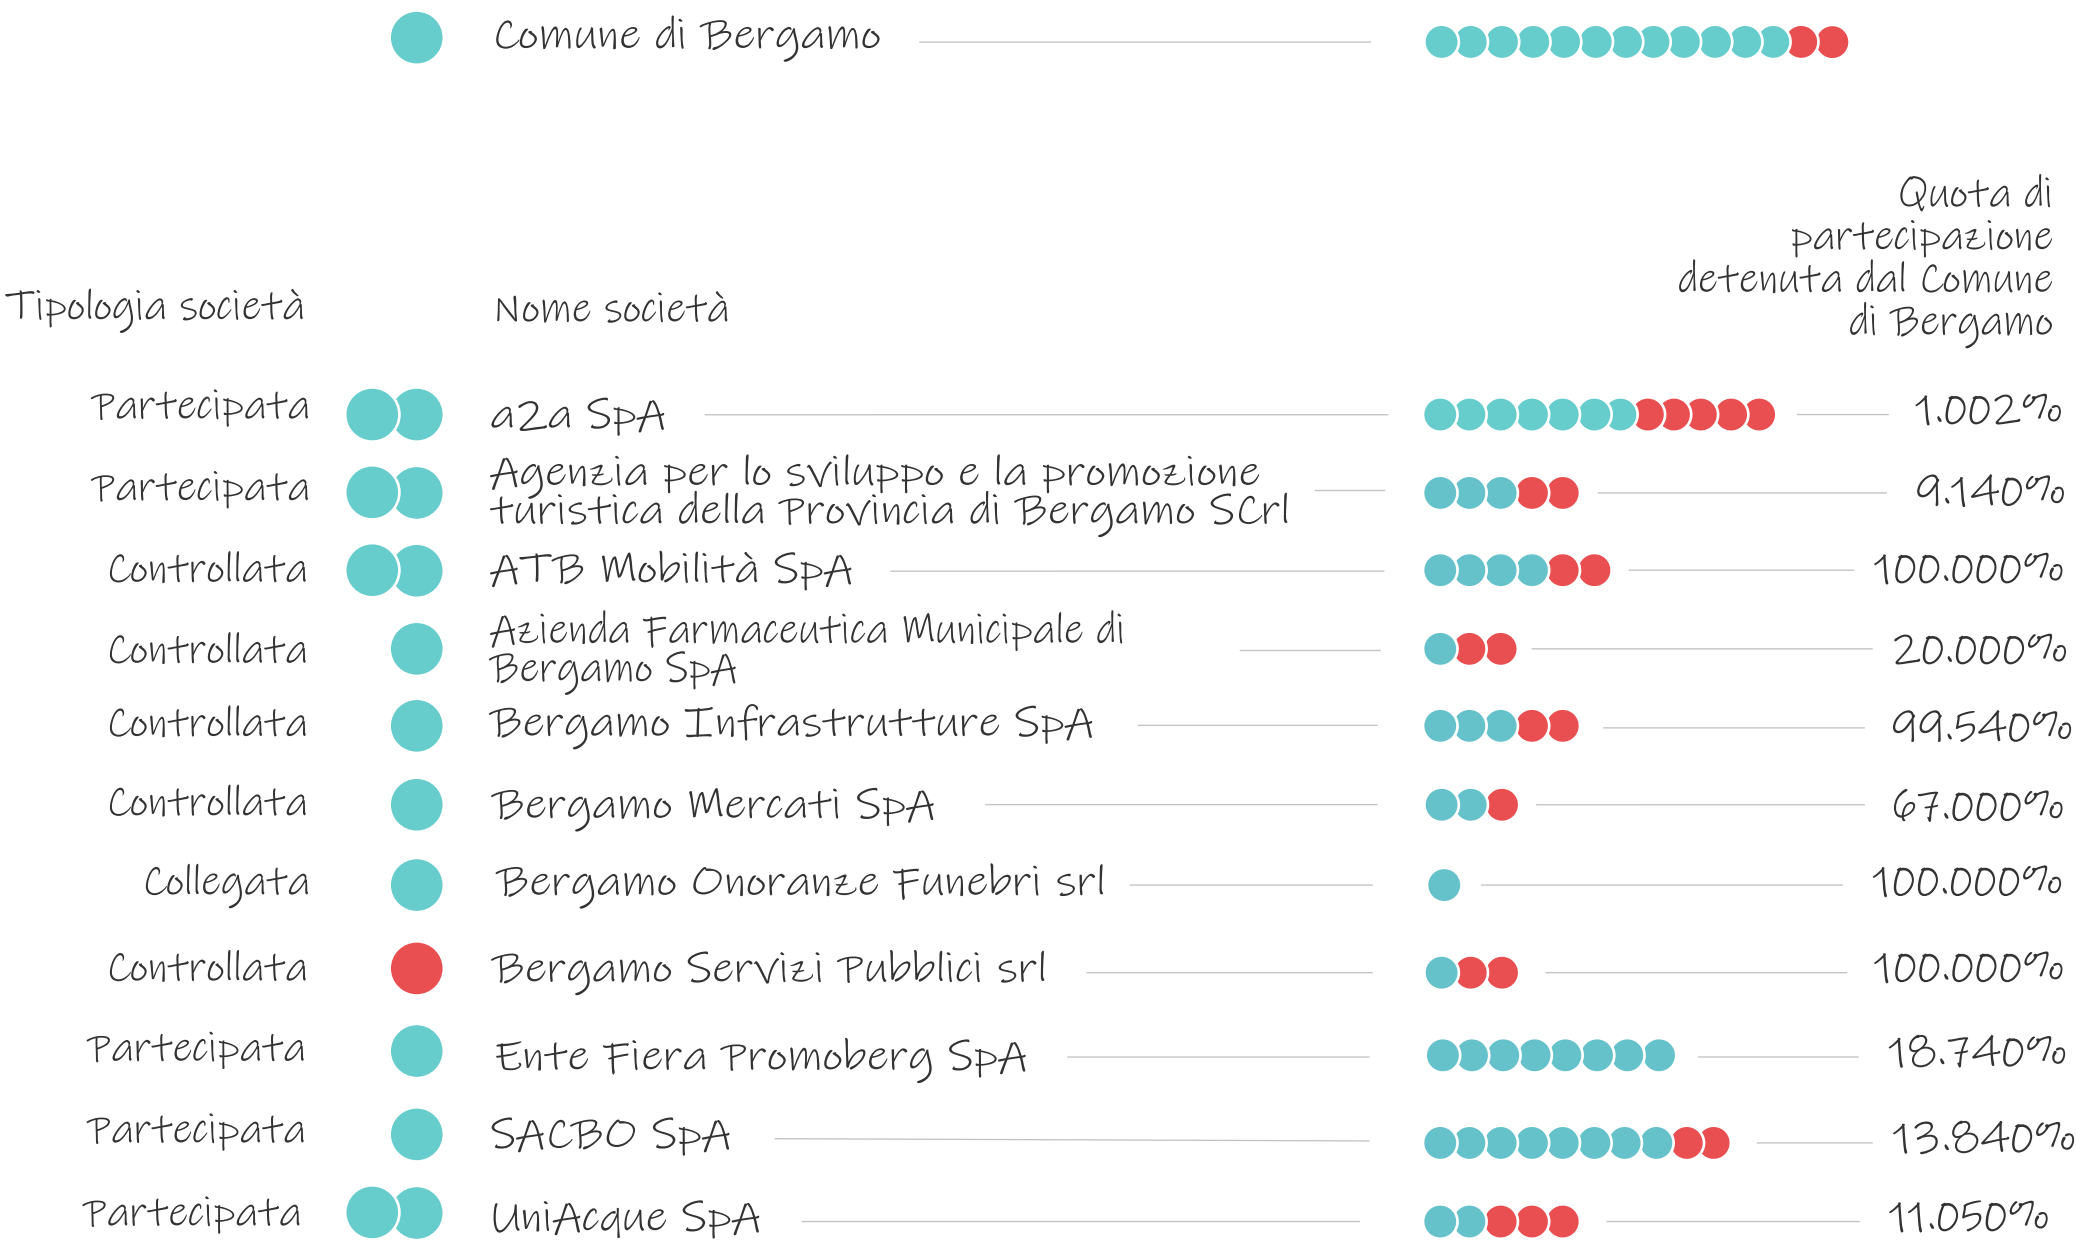 Comune di Bergamo
Quota di
partecipazione
detenuta dal Comune
di Bergamo
Tipologia società
Nome società
Partecipata
a2a SpA
1.002%
Partecipata
Agenzia per lo sviluppo e la promozione
turistica della Provincia di Bergamo SCrl
9.140%
Controllata
ATB Mobilità SpA
100.000%
Controllata
Azienda Farmaceutica Municipale di
Bergamo SpA
20.000%
Controllata
Bergamo Infrastrutture SpA
99.540%
Controllata
Bergamo Mercati SpA
67.000%
Collegata
Bergamo Onoranze Funebri srl
100.000%
Controllata
Bergamo Servizi Pubblici srl
100.000%
Partecipata
Ente Fiera Promoberg SpA
18.740%
Partecipata
SACBO SpA
13.840%
Partecipata
UniAcque SpA
11.050%